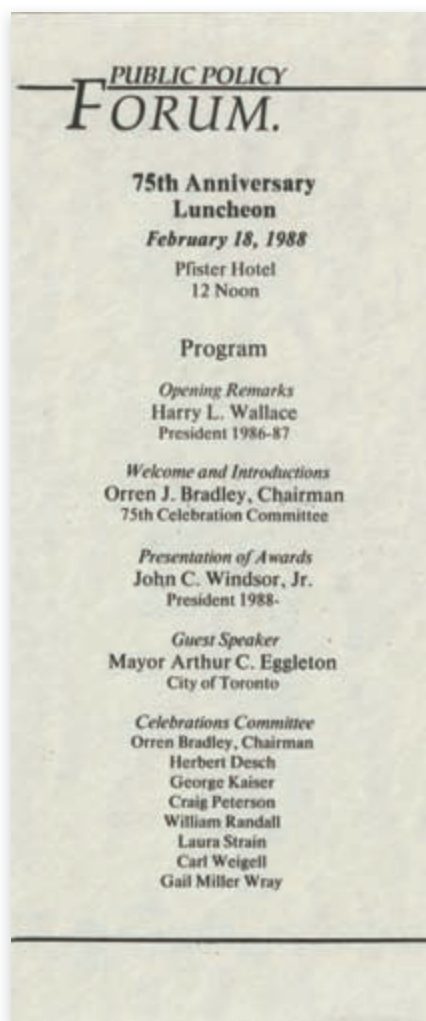 PUBLIC POLICY
FORUM.
75th Anniversary
Luncheon
February 18, 1988
Pfister Hotel
12 Noon
Program
Opening Remarks
Harry L. Wallace
President 1986-87
Welcome and Introductions
Orren J. Bradley, Chairman
75th Celebration Committee
Presentation of Awards
John C. Windsor, Jr.
President 1988-
Guest Speaker
Mayor Arthur C. Eggleton
City of Toronto
Celebrations Committee
Orren Bradley, Chairman
Herbert Desch
George Kaiser
Craig Peterson
William Randall
Laura Strain
Carl Weigell
Gail Miller Wray